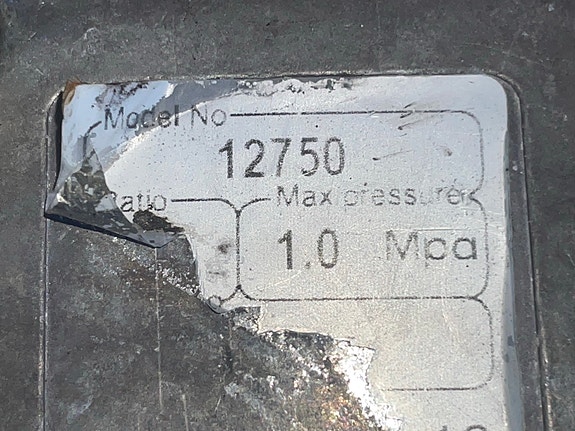 Model No
12750
Ratio Max pressure
1.0 Mpa